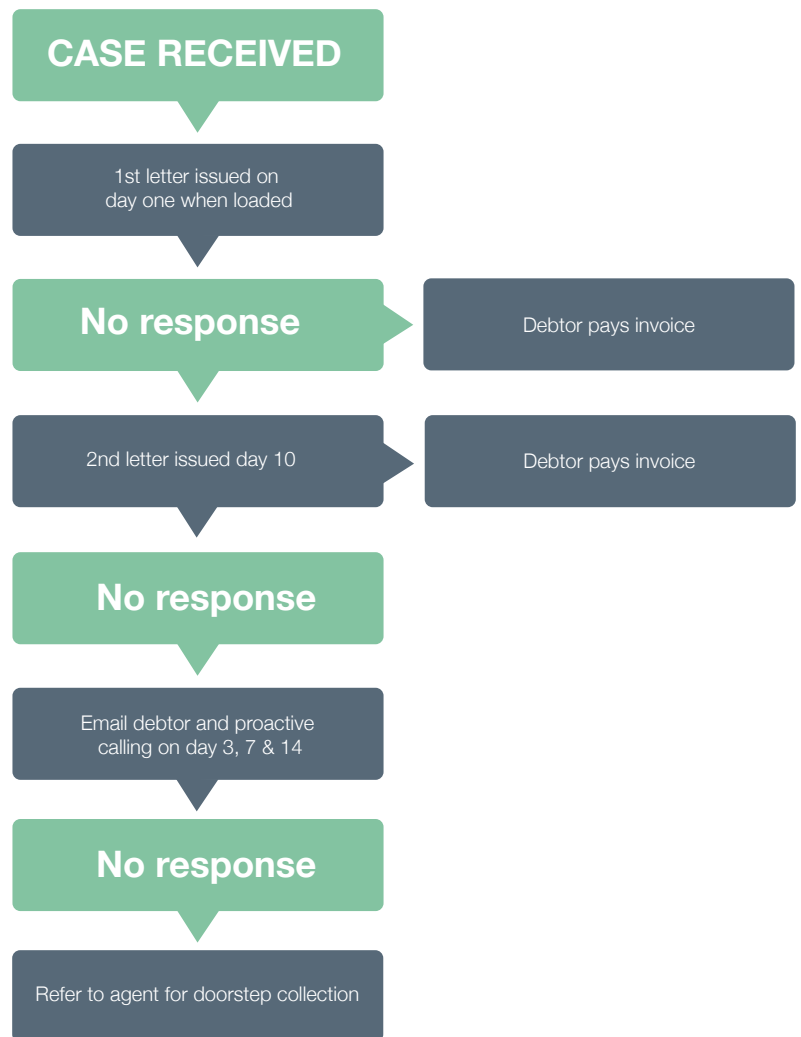 CASE RECEIVED
1st letter issued on
day one when loaded
No response
Debtor pays invoice
2nd letter issued day 10
Debtor pays invoice
No response
Email debtor and proactive
calling on day 3, 7 & 14
No response
Refer to agent for doorstep collection